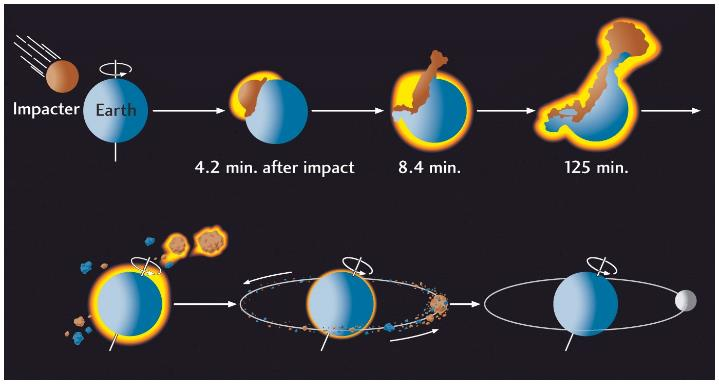 Impacter
Earth
4.2 min. after impact
8.4 min.
125 min.